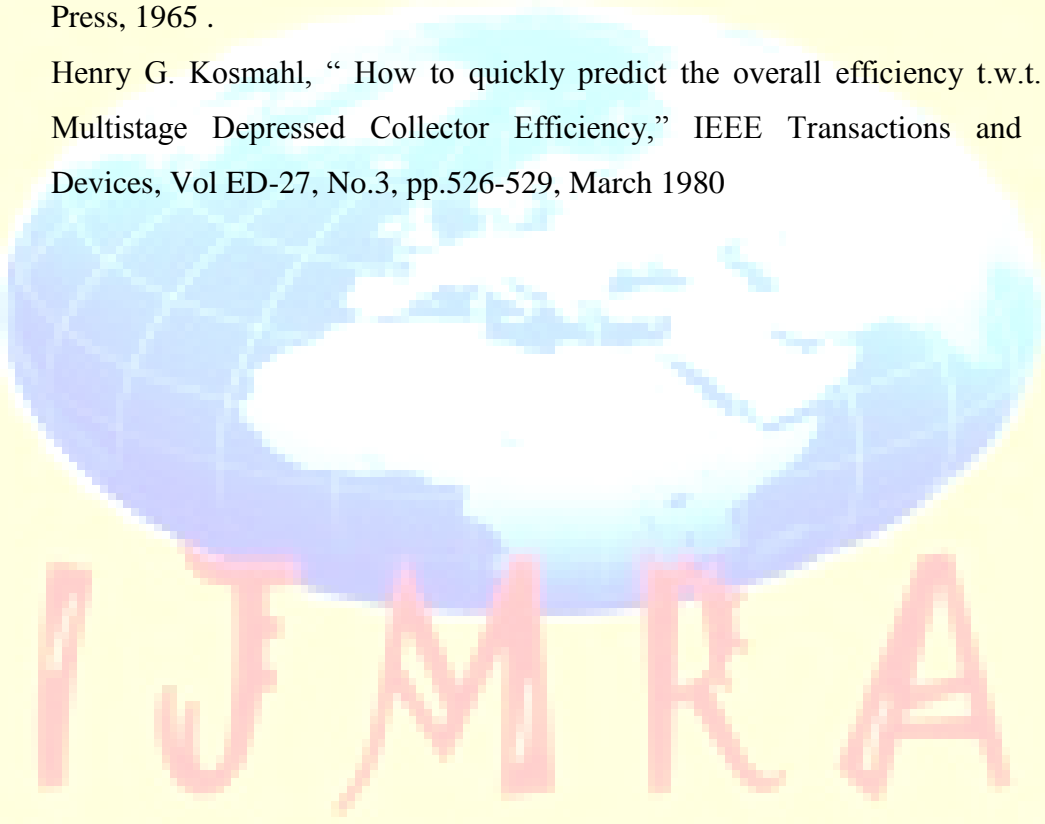 Press, 1965 .
Henry G. Kosmahl, “ How to quickly predict the overall efficiency t.w.t.
Multistage Depressed Collector Efficiency,” IEEE Transactions and
Devices, Vol ED-27, No.3, pp.526-529, March 1980
IJMRA